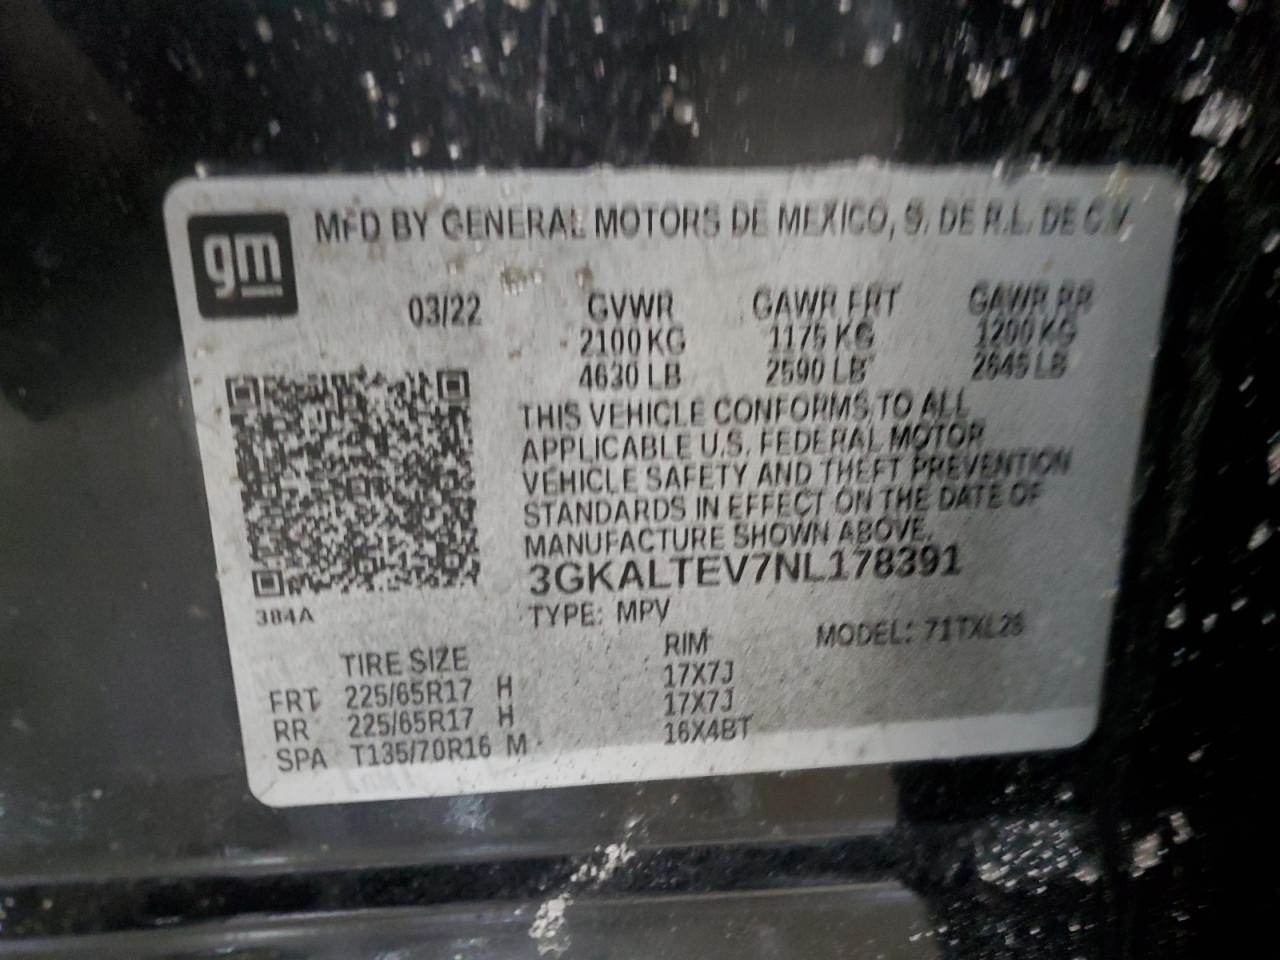 gm
MFD BY GENERAL MOTORS DE MEXICO, S. DE R.L. DE C.V.
03/22 GVWR GAWR FRT GAWR RR
2100 KG 1175 KG 1200 KG
4630 LB 2590 LB 2645 LB
THIS VEHICLE CONFORMS TO ALL
APPLICABLE U.S. FEDERAL MOTOR
VEHICLE SAFETY AND THEFT PREVENTION
STANDARDS IN EFFECT ON THE DATE OF
MANUFACTURE SHOWN ABOVE.
3GKALTEV7NL178391
384A
TYPE: MPV
MODEL: 71TXL26
TIRE SIZE RIM
FRT 225/65R17 H 17X7J
RR 225/65R17 H 17X7J
SPA T135/70R16 M 16X4BT